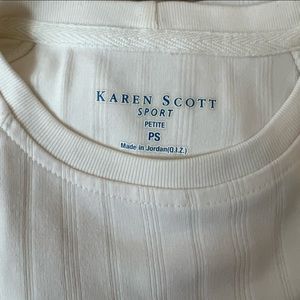 KAREN SCOTT
SPORT
PETITE
PS
Made in Jordan(Q.I.Z.)